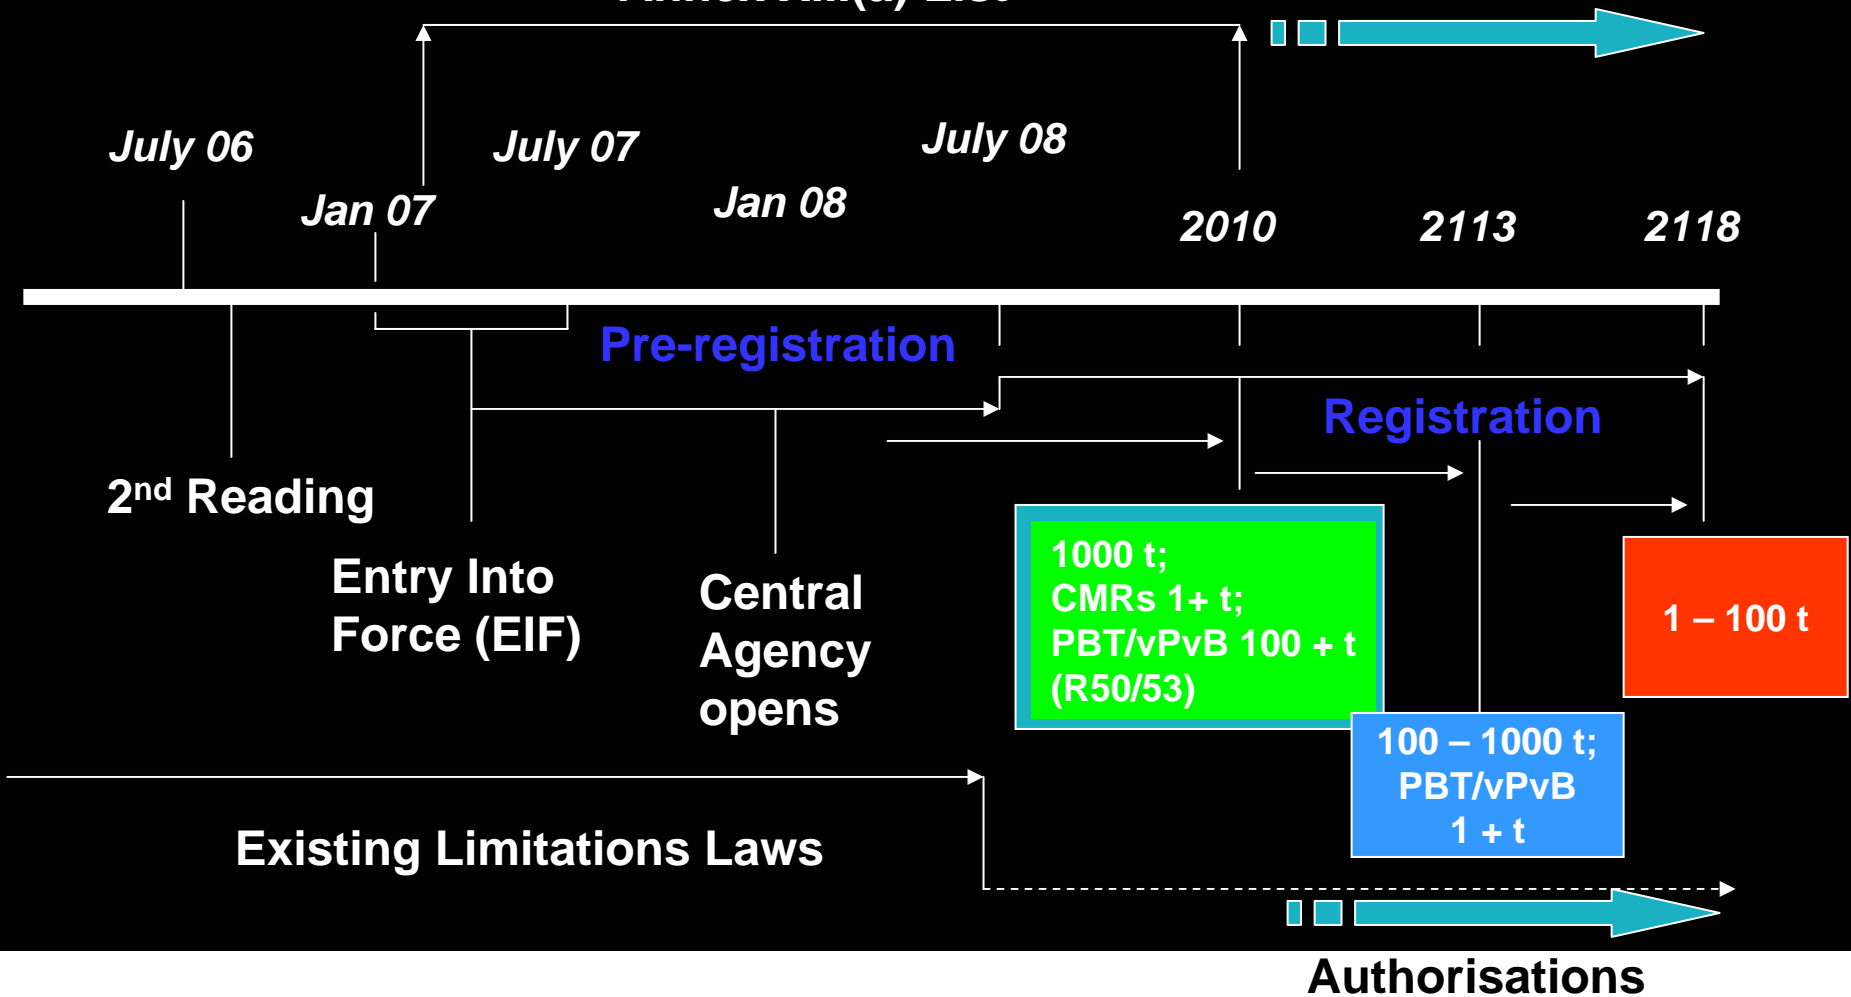 July 06
July 07
July 08
Jan 07
Jan 08
2010
2113
2118
Pre-registration
Registration
2nd Reading
Entry Into
Force (EIF)
Central
Agency
opens
1000 t;
CMRs 1+ t;
PBT/vPvB 100 + t
(R50/53)
1 – 100 t
100 – 1000 t;
PBT/vPvB
1 + t
Existing Limitations Laws
Authorisations